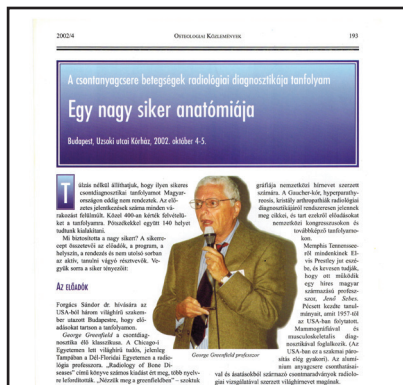 2002/4
OSTEOLOGIAI KÖZLEMÉNYEK
193
A csontanyagcsere betegségek radiológiai diagnosztikája tanfolyam
Egy nagy siker anatómiája
Budapest, Uzsoki utcai Kórház, 2002. október 4-5.
Túlzás nélkül állíthatjuk, hogy ilyen sikeres
csontdiagnosztikai tanfolyamot Magyar-
országon eddig nem rendeztek. Az elő-
zetes jelentkezések száma minden vá-
rakozást felülmúlt. Közel 400-an kérték felvételü-
ket a tanfolyamra. Pótszékekkel együtt 140 helyet
tudtunk kialakítani.
Mi biztosította a nagy sikert? A sikerre-
cept összetevői az előadók, a program, a
helyszín, a rendezés és nem utolsó sorban
az aktív, tanulni vágyó résztvevők. Ve-
gyük sorra a siker tényezőit:
AZ ELŐADÓK
Forgács Sándor dr. hívására az
USA-ból három világhírű szakem-
ber utazott Budapestre, hogy elő-
adásokat tartson a tanfolyamon.
George Greenfield a csontdiag-
nosztika élő klasszikusa. A Chicago-i
Egyetemen lett világhírű tudós, jelenleg
Tampában a Dél-Floridai Egyetemen a radio-
lógia professzora. „Radiology of Bone Di-
seases" című könyve számos kiadást ért meg, több nyelv-
re lefordították. „Nézzük meg a greenfieldben" – szoktuk
George Greenfield professzor
gráfiája nemzetközi hírnevet szerzett
számára. A Gaucher-kór, hyperparathy-
reosis, kristály arthropathiák radiológiai
diagnosztikájáról rendszeresen jelennek
meg cikkei, és tart ezekről előadásokat
nemzetközi kongresszusokon és
továbbképző tanfolyamo-
kon.
Memphis Tennessee-
ről mindenkinek El-
vis Prestley jut eszé-
be, és kevesen tudják,
hogy ott működik
egy híres magyar
származású profesz-
szor, Jenő Sebes.
Pécsett kezdte tanul-
mányait, amit 1957-től
az USA-ban folytatott.
Mammográfiával és
musculoskeletalis diag-
nosztikával foglalkozik. (Az
USA-ban ez a szakmai páro-
sítás elég gyakori). Az alumí-
nium anyagcsere csonthatásai-
val és ásatásokból származó csontmaradványok radioló-
giai vizsgálatával szerzett világhírnevet magának.